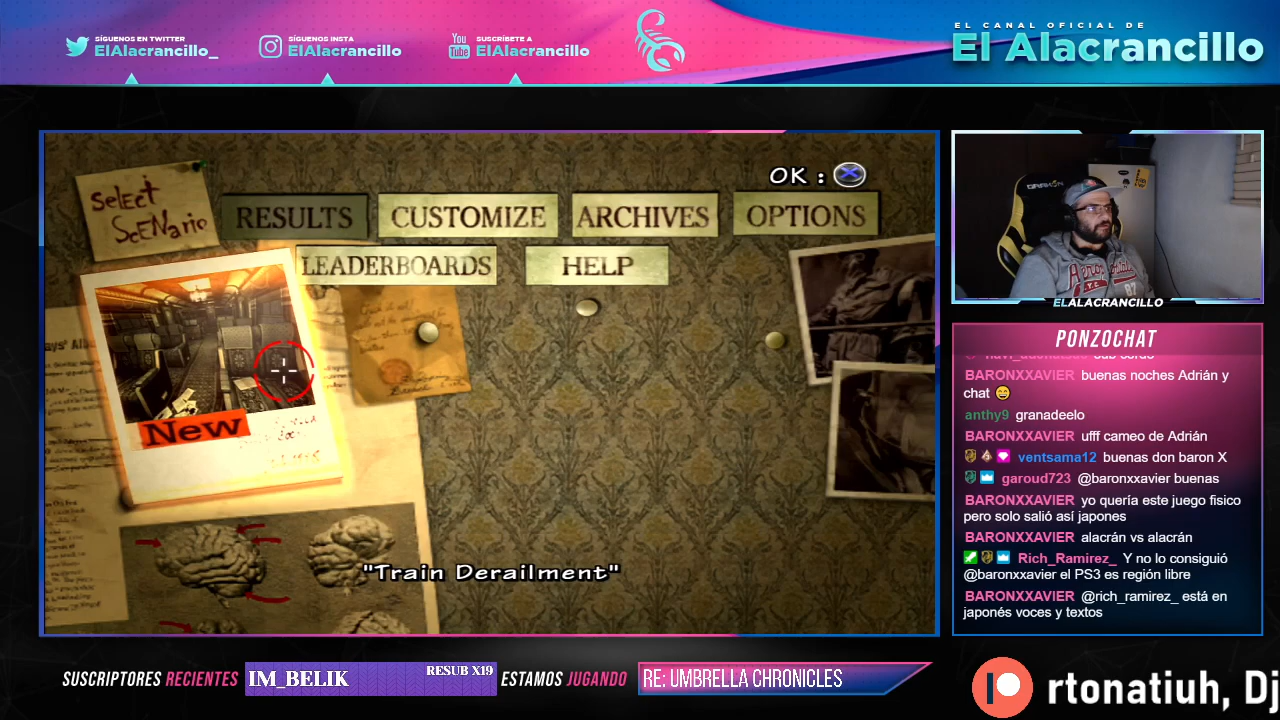 SÍGUENOS EN TWITTER
ElAlacrancillo_
SÍGUENOS INSTA
ElAlacrancillo
You
Tube
SUSCRÍBETE A
ElAlacrancillo
EL CANAL OFICIAL DE
El Alacrancillo
OK :
Select
Scenario
RESULTS
CUSTOMIZE
ARCHIVES
OPTIONS
LEADERBOARDS
HELP
New
"Train Derailment"
GRAMON
ELALACRANCILLO
PONZOCHAT
BARONXXAVIER buenas noches Adrián y
chat 😄
anthy9 granadeelo
BARONXXAVIER ufff cameo de Adrián
ventsama12 buenas don baron X
garoud723 @baronxxavier buenas
BARONXXAVIER yo quería este juego fisico
pero solo salió así japones
BARONXXAVIER alacrán vs alacrán
Rich_Ramirez_ Y no lo consiguió
@baronxxavier el PS3 es región libre
BARONXXAVIER @rich_ramirez_ está en
japonés voces y textos
SUSCRIPTORES RECIENTES
IM_BELIK
RESUB X19
ESTAMOS JUGANDO
RE: UMBRELLA CHRONICLES
rtonatiuh, Dj